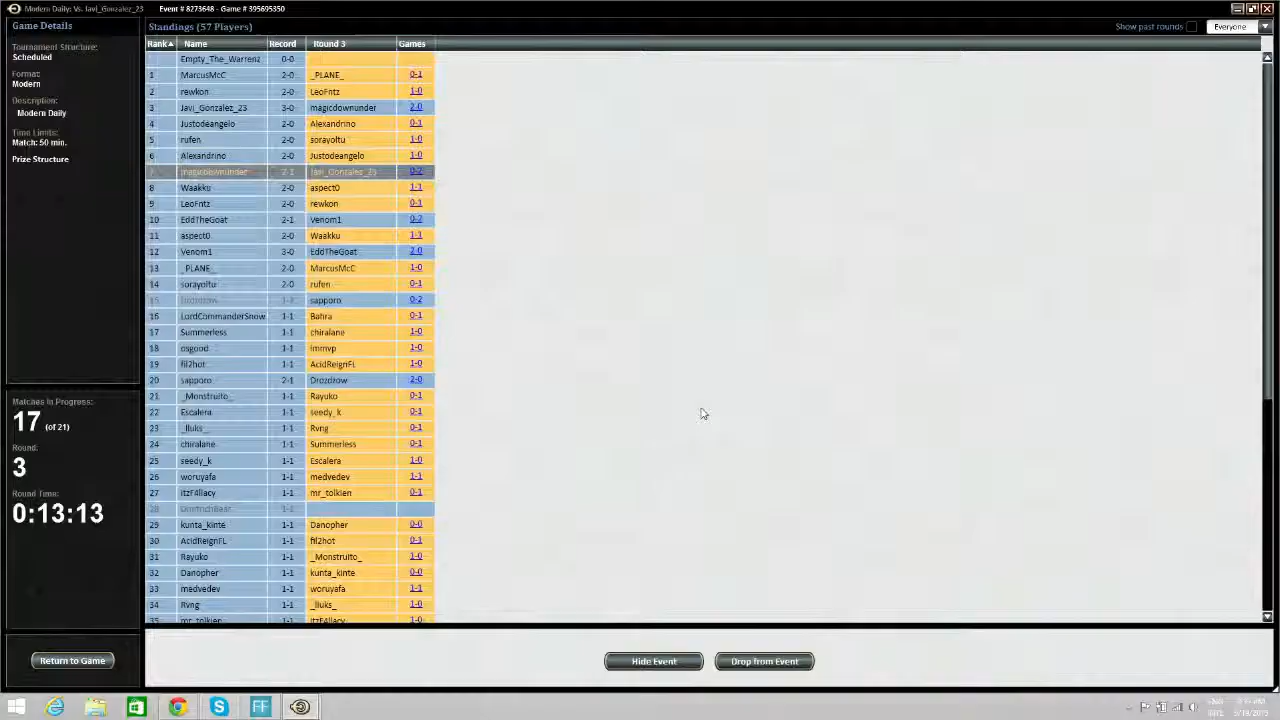 Modern Daily: Vs. Javi_Gonzalez_23 Event # 8273648 - Game # 395695350
Game Details
Tournament Structure:
Scheduled
Format:
Modern
Description:
Modern Daily
Time Limits:
Match: 50 min.
Prize Structure
Matches in Progress:
17 (of 21)
Round:
3
Round Time:
0:13:13
Return to Game
Standings (57 Players) Show past rounds Everyone
Rank Name Record Round 3 Games
Empty_The_Warrenz 0-0
1 MarcusMcC 2-0 _PLANE_ 0-1
2 rewkon 2-0 LeoFntz 1-0
3 Javi_Gonzalez_23 3-0 magicdownunder 2-0
4 Justodeangelo 2-0 Alexandrino 0-1
5 rufen 2-0 sorayoltu 1-0
6 Alexandrino 2-0 Justodeangelo 1-0
7 magicdownunder 2-1 Javi_Gonzalez_23 0-2
8 Waakku 2-0 aspect0 1-1
9 LeoFntz 2-0 rewkon 0-1
10 EddTheGoat 2-1 Venom1 0-2
11 aspect0 2-0 Waakku 1-1
12 Venom1 3-0 EddTheGoat 2-0
13 _PLANE_ 2-0 MarcusMcC 1-0
14 sorayoltu 2-0 rufen 0-1
15 Drozdzow 1-2 sapporo 0-2
16 LordCommanderSnow 1-1 Bahra 0-1
17 Summerless 1-1 chiralane 1-0
18 osgood 1-1 immvp 1-0
19 fil2hot 1-1 AcidReignFL 1-0
20 sapporo 2-1 Drozdzow 2-0
21 _Monstruito_ 1-1 Rayuko 0-1
22 Escalera 1-1 seedy_k 0-1
23 _lluks_ 1-1 Rvng 0-1
24 chiralane 1-1 Summerless 0-1
25 seedy_k 1-1 Escalera 1-0
26 woruyafa 1-1 medvedev 1-1
27 itzF4llacy 1-1 mr_tolkien 0-1
28 1-1
29 kunta_kinte 1-1 Danopher 0-0
30 AcidReignFL 1-1 fil2hot 0-1
31 Rayuko 1-1 _Monstruito_ 1-0
32 Danopher 1-1 kunta_kinte 0-0
33 medvedev 1-1 woruyafa 1-1
34 Rvng 1-1 _lluks_ 1-0
35 mr_tolkien 1-1 itzF4llacy 1-0
Hide Event Drop from Event